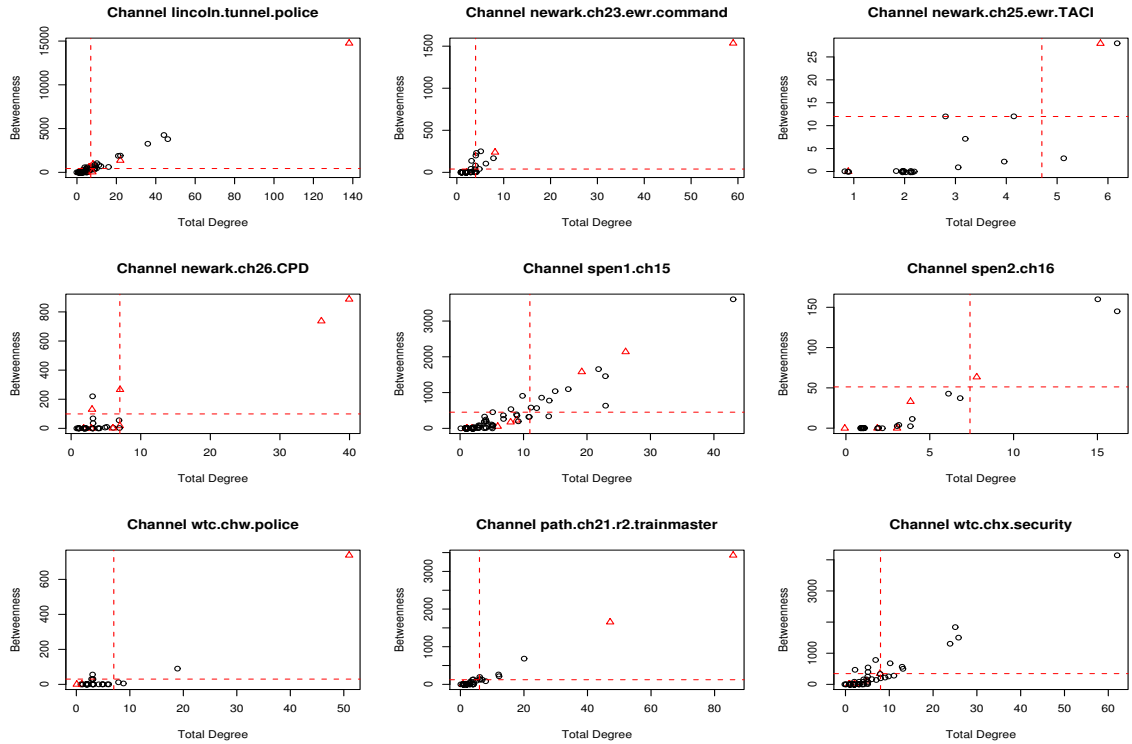 Channel lincoln.tunnel.police
Betweenness
0 5000 10000 15000
0 20 40 60 80 100 120 140
Total Degree
Channel newark.ch23.ewr.command
Betweenness
0 500 1000 1500
0 10 20 30 40 50 60
Total Degree
Channel newark.ch25.ewr.TACI
Betweenness
0 5 10 15 20 25
1 2 3 4 5 6
Total Degree
Channel newark.ch26.CPD
Betweenness
0 200 400 600 800
0 10 20 30 40
Total Degree
Channel spen1.ch15
Betweenness
0 1000 2000 3000
0 10 20 30 40
Total Degree
Channel spen2.ch16
Betweenness
0 50 100 150
0 5 10 15
Total Degree
Channel wtc.chw.police
Betweenness
0 200 400 600
0 10 20 30 40 50
Total Degree
Channel path.ch21.r2.trainmaster
Betweenness
0 1000 2000 3000
0 20 40 60 80
Total Degree
Channel wtc.chx.security
Betweenness
0 1000 2000 4000
0 10 20 30 40 50 60
Total Degree